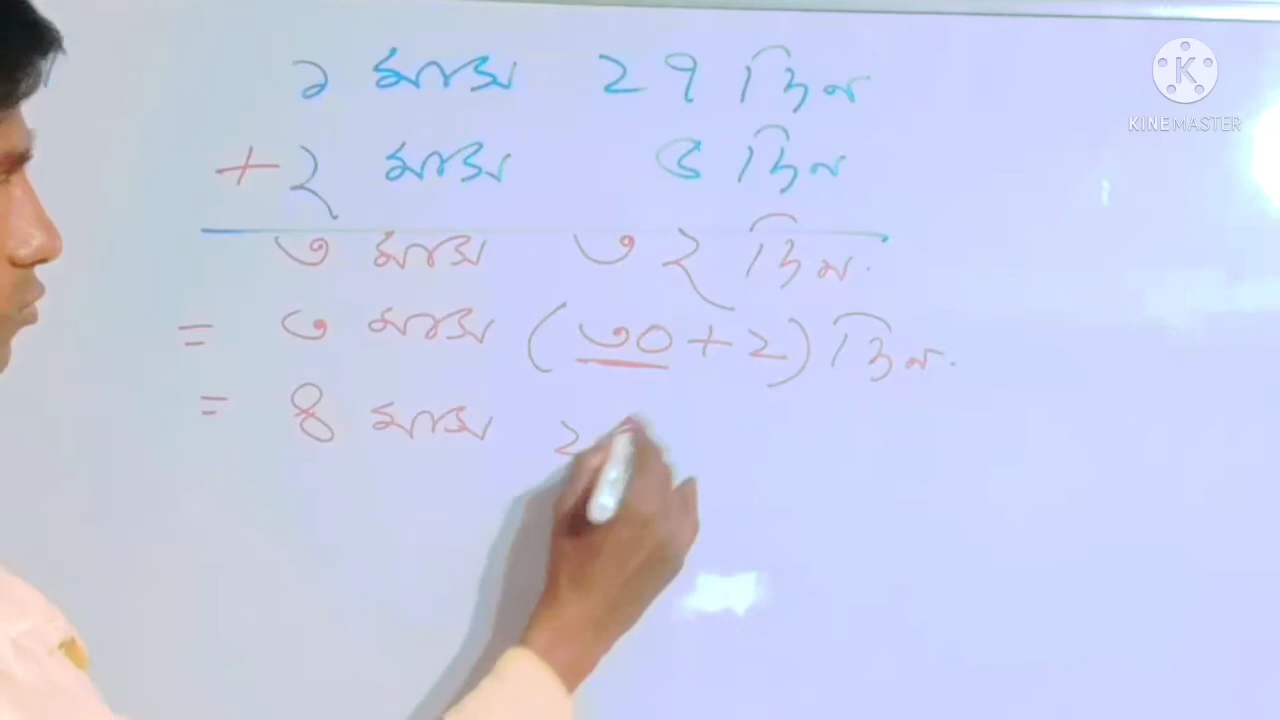 ১ মাস ২৭ দিন
+২ মাস ৫ দিন
৩ মাস ৩২ দিন.
= ৩ মাস (৩০+২) দিন.
= ৪ মাস ২
KINEMASTER